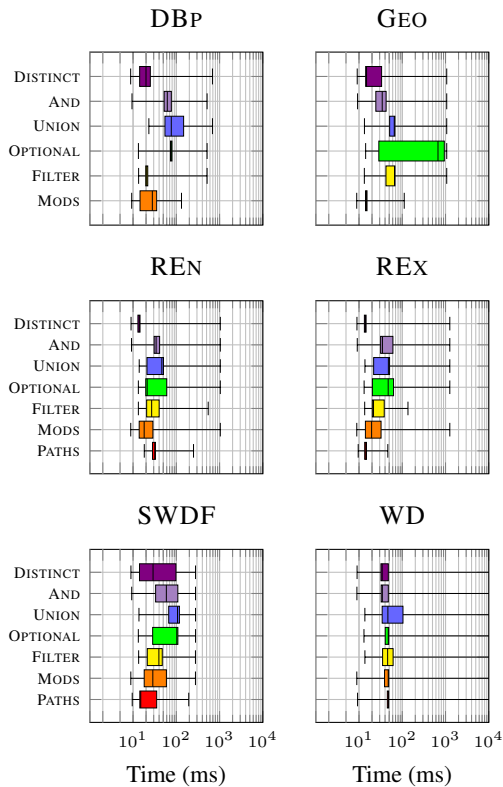 DBP GEO
DISTINCT
AND
UNION
OPTIONAL
FILTER
MODS
REN REX
DISTINCT
AND
UNION
OPTIONAL
FILTER
MODS
PATHS
SWDF WD
DISTINCT
AND
UNION
OPTIONAL
FILTER
MODS
PATHS
10^1 10^2 10^3 10^4 10^1 10^2 10^3 10^4
Time (ms) Time (ms)